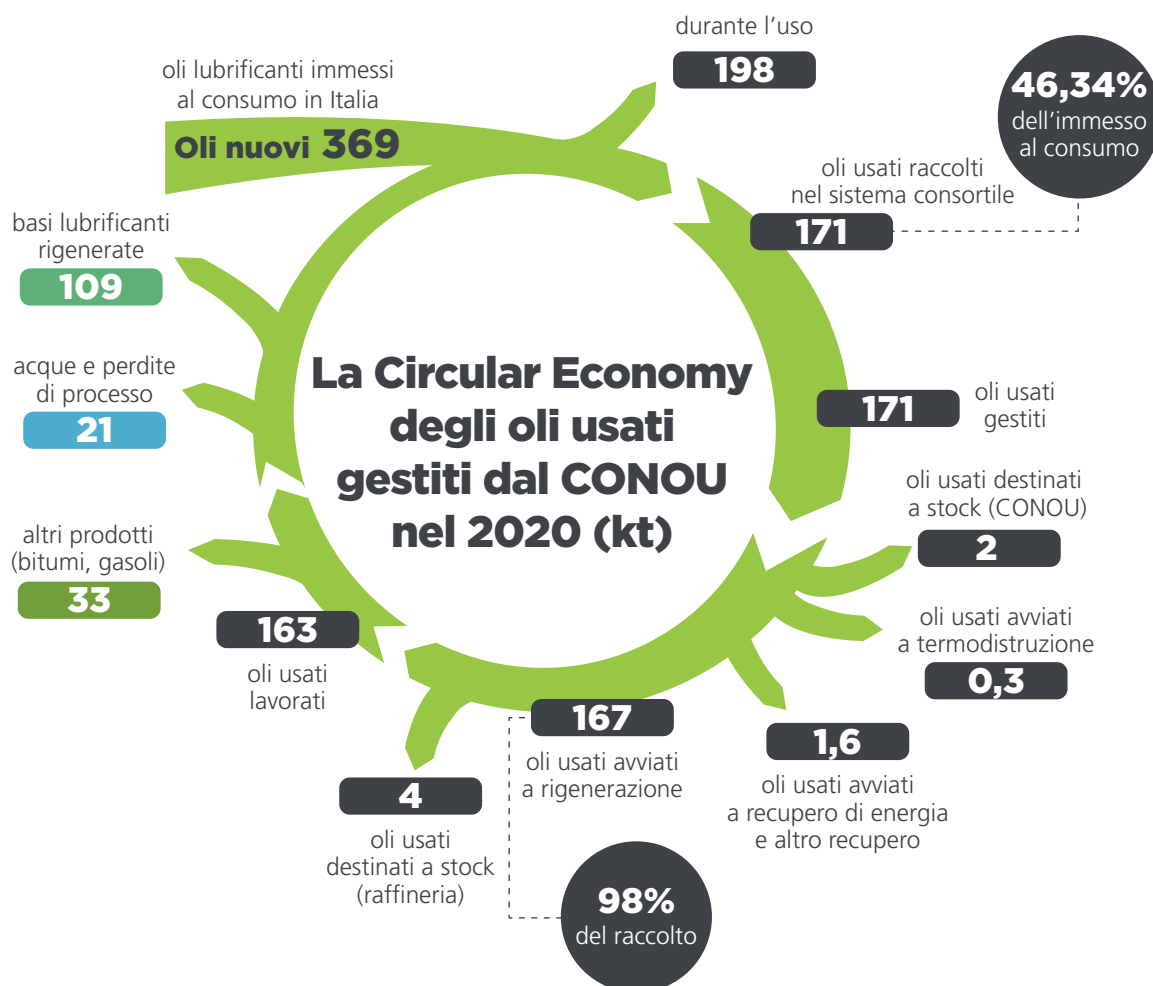 durante l'uso
198
46,34%
dell'immesso
al consumo
oli lubrificanti immessi
al consumo in Italia
Oli nuovi 369
oli usati raccolti
nel sistema consortile
171
basi lubrificanti
rigenerate
109
acque e perdite
di processo
21
La Circular Economy
degli oli usati
gestiti dal CONOU
nel 2020 (kt)
171
oli usati
gestiti
oli usati destinati
a stock (CONOU)
2
altri prodotti
(bitumi, gasoli)
33
163
oli usati
lavorati
oli usati avviati
a termodistruzione
0,3
167
oli usati avviati
a rigenerazione
1,6
oli usati avviati
a recupero di energia
e altro recupero
4
oli usati
destinati a stock
(raffineria)
98%
del raccolto